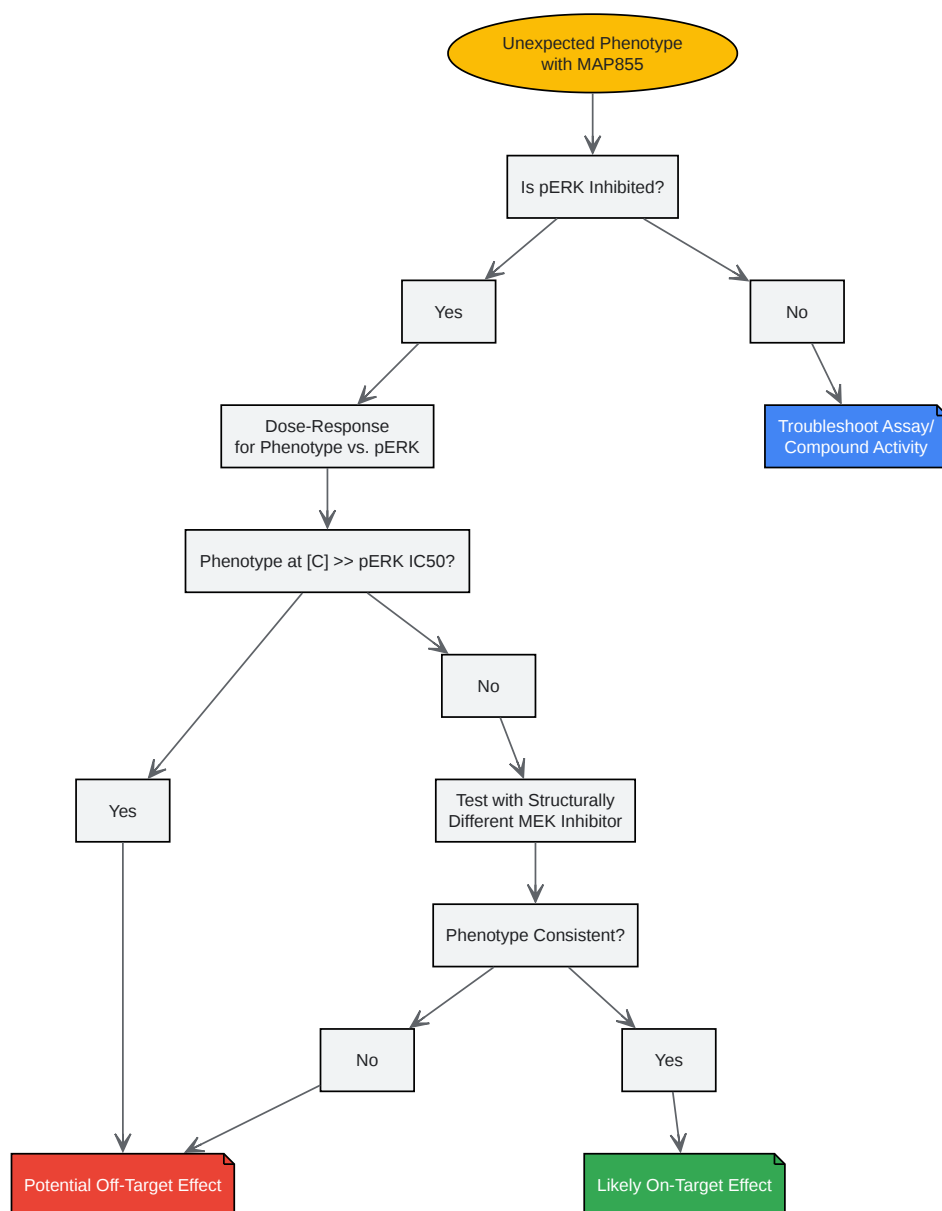 Unexpected Phenotype
with MAP855
Is pERK Inhibited?
Yes
No
Dose-Response
for Phenotype vs. pERK
Troubleshoot Assay/
Compound Activity
Phenotype at [C] >> pERK IC50?
No
Yes
Test with Structurally
Different MEK Inhibitor
Phenotype Consistent?
No
Yes
Potential Off-Target Effect
Likely On-Target Effect